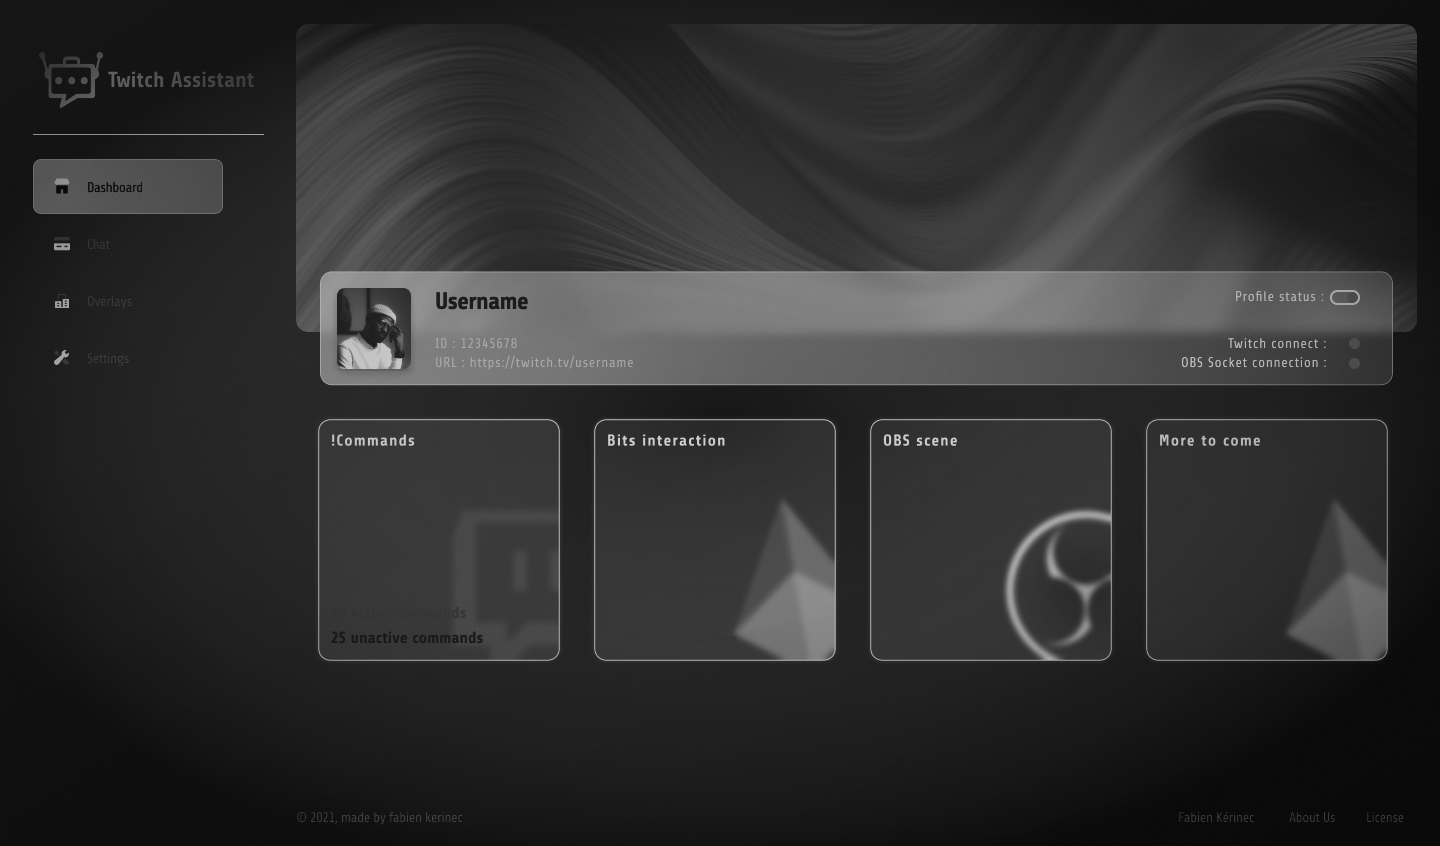 Twitch Assistant
Dashboard
Chat
Overlays
Settings
Username
ID : 12345678
URL : https://twitch.tv/username
Profile status :
Twitch connect :
OBS Socket connection :
!Commands
active commands
25 unactive commands
Bits interaction
OBS scene
More to come
© 2021, made by fabien kerinec
Fabien Kérinec
About Us
License